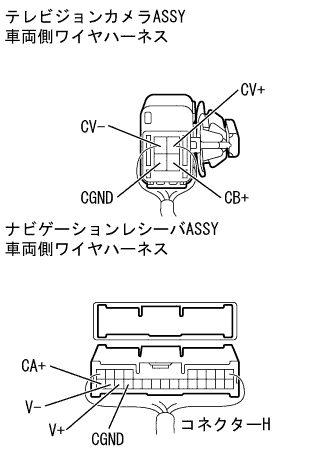 テレビジョンカメラASSY
車両側ワイヤハーネス
CV+
CV-
CGND
CB+
ナビゲーションレシーバASSY
車両側ワイヤハーネス
CA+
V-
V+
CGND
コネクターH